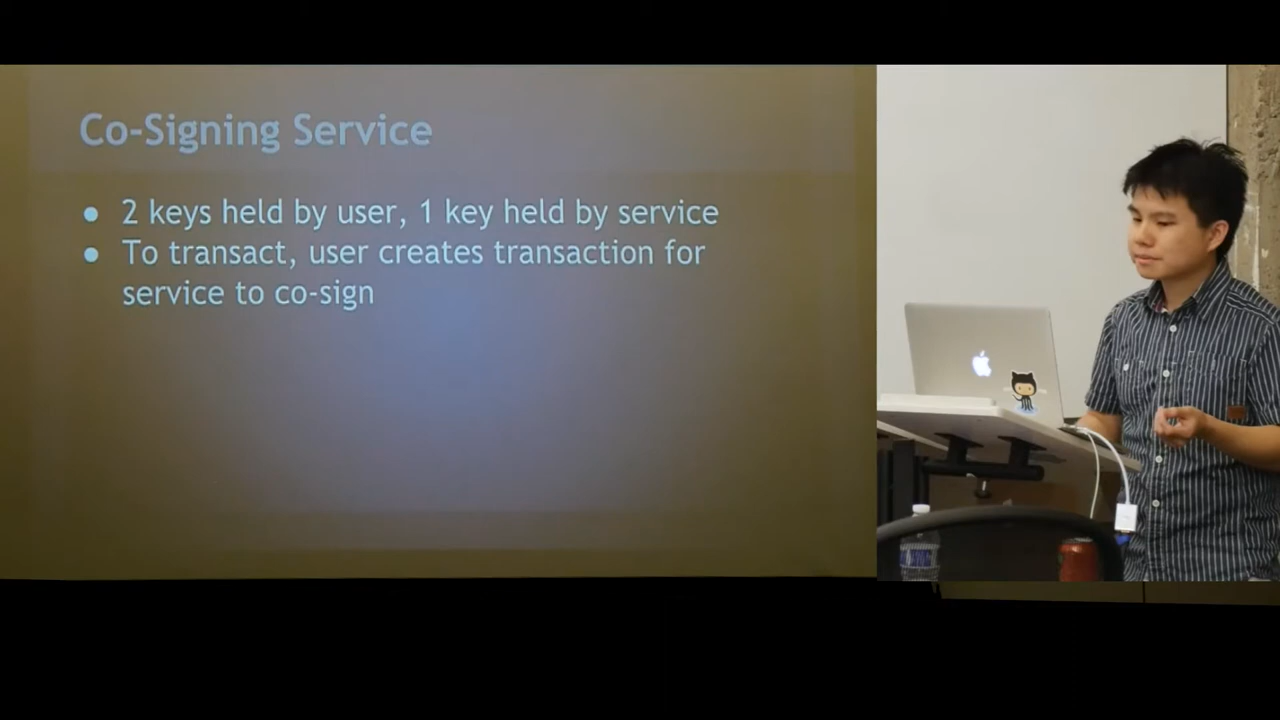 Co-Signing Service
● 2 keys held by user, 1 key held by service
● To transact, user creates transaction for
service to co-sign